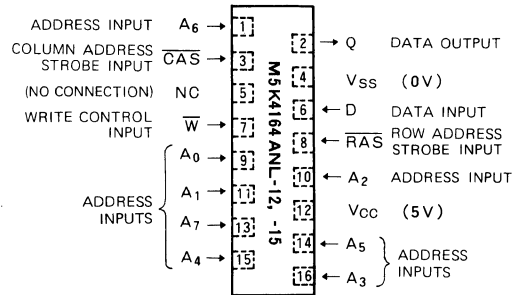 ADDRESS INPUT A6 → 1
2 → Q DATA OUTPUT
COLUMN ADDRESS
STROBE INPUT C̅A̅S̅ → 3
4 VSS (0V)
(NO CONNECTION) NC 5
6 ← D DATA INPUT
WRITE CONTROL
INPUT W̅ → 7
8 ← R̅A̅S̅ ROW ADDRESS
STROBE INPUT
A0 → 9
10 ← A2 ADDRESS INPUT
ADDRESS
INPUTS
A1 → 11
12 VCC (5V)
A7 → 13
14 ← A5
ADDRESS
INPUTS
A4 → 15
16 ← A3
M5K4164ANL-12, -15